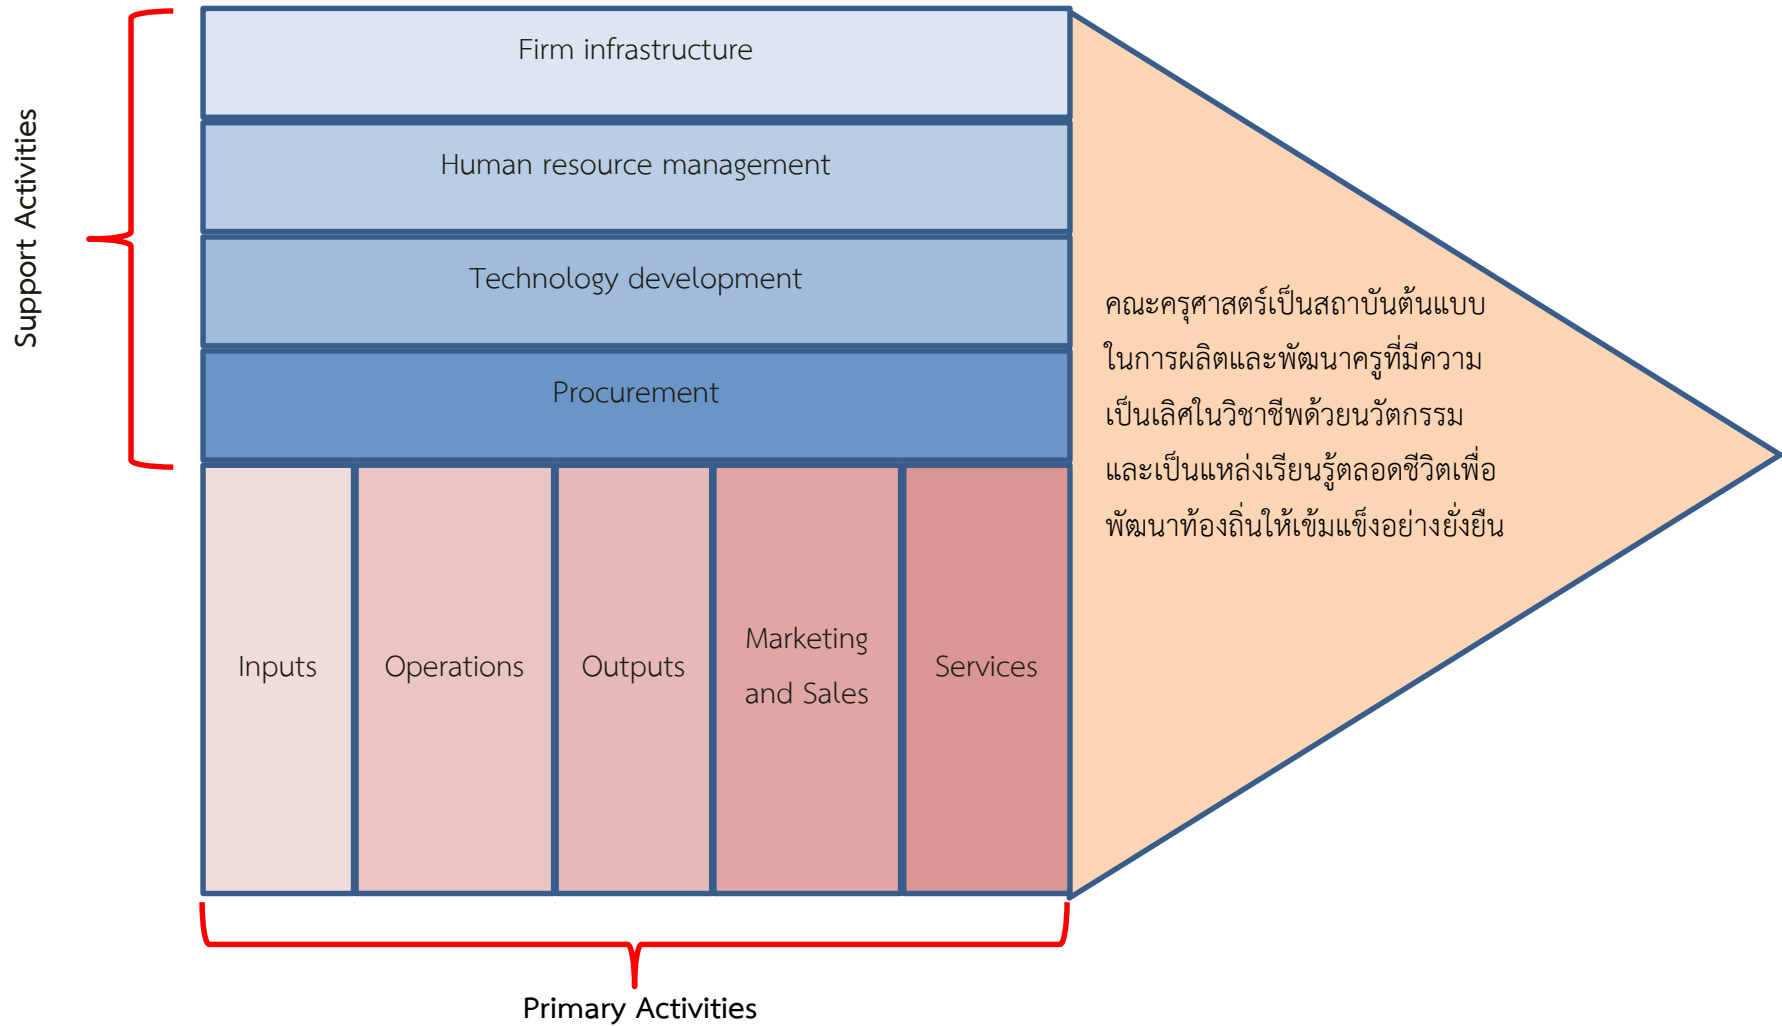 Support Activities
Firm infrastructure
Human resource management
Technology development
Procurement
Inputs
Operations
Outputs
Marketing
and Sales
Services
คณะครุศาสตร์เป็นสถาบันต้นแบบ
ในการผลิตและพัฒนาครูที่มีความ
เป็นเลิศในวิชาชีพด้วยนวัตกรรม
และเป็นแหล่งเรียนรู้ตลอดชีวิตเพื่อ
พัฒนาท้องถิ่นให้เข้มแข็งอย่างยั่งยืน
Primary Activities